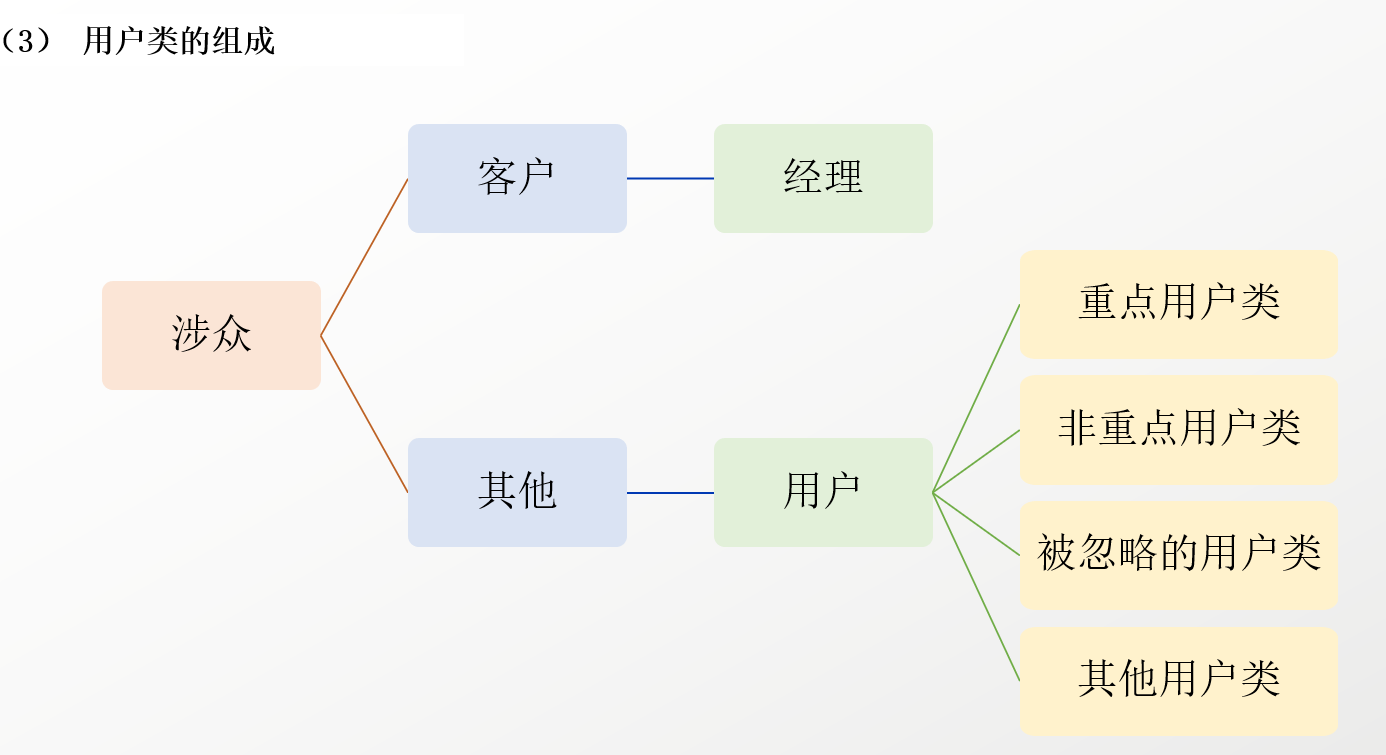 （3） 用户类的组成
客户
经理
涉众
其他
用户
重点用户类
非重点用户类
被忽略的用户类
其他用户类